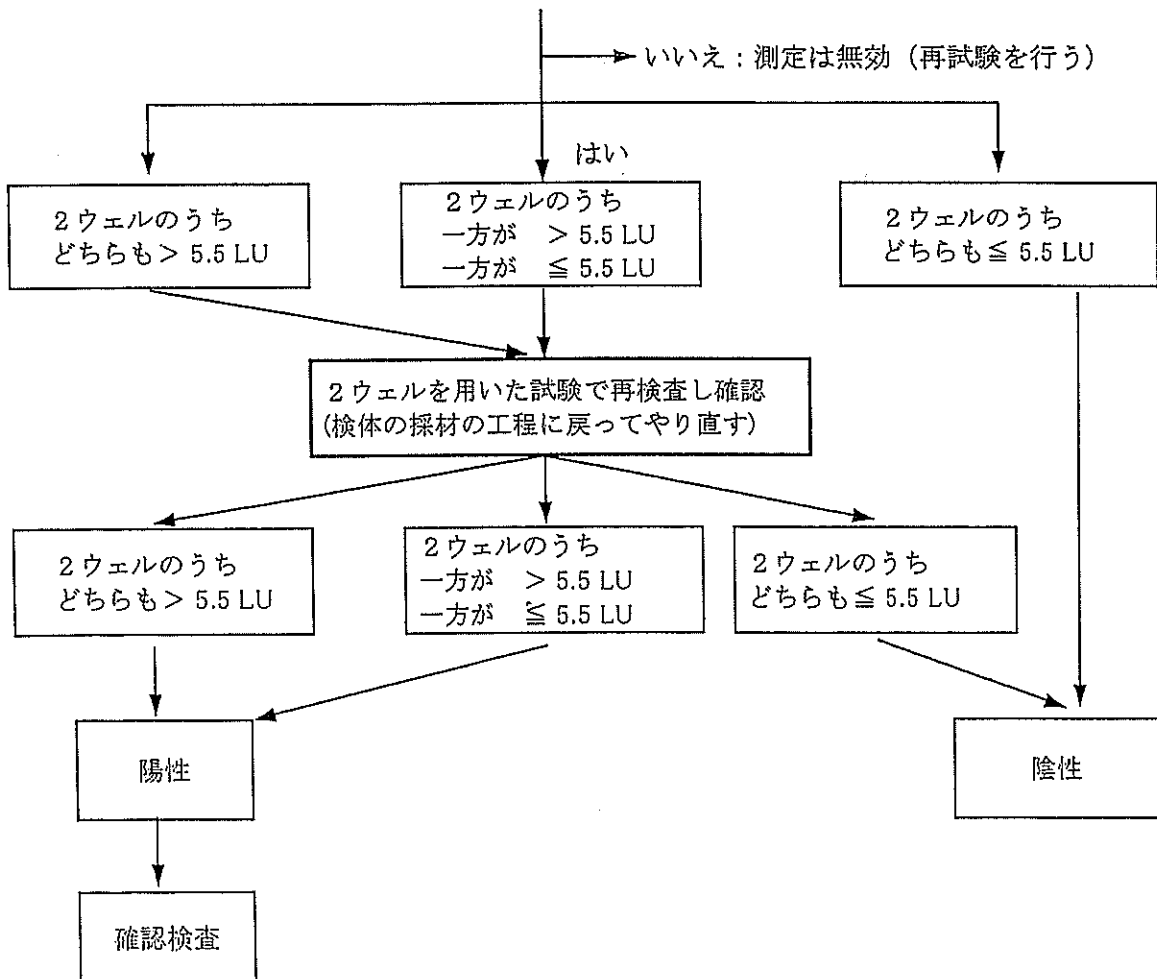 いいえ：測定は無効（再試験を行う）
はい
２ウェルのうち
どちらも＞ 5.5 LU
２ウェルのうち
一方が　＞ 5.5 LU
一方が　≦ 5.5 LU
２ウェルのうち
どちらも≦ 5.5 LU
２ウェルを用いた試験で再検査し確認
(検体の採材の工程に戻ってやり直す)
２ウェルのうち
どちらも＞ 5.5 LU
２ウェルのうち
一方が　＞ 5.5 LU
一方が　≦ 5.5 LU
２ウェルのうち
どちらも≦ 5.5 LU
陽性
陰性
確認検査